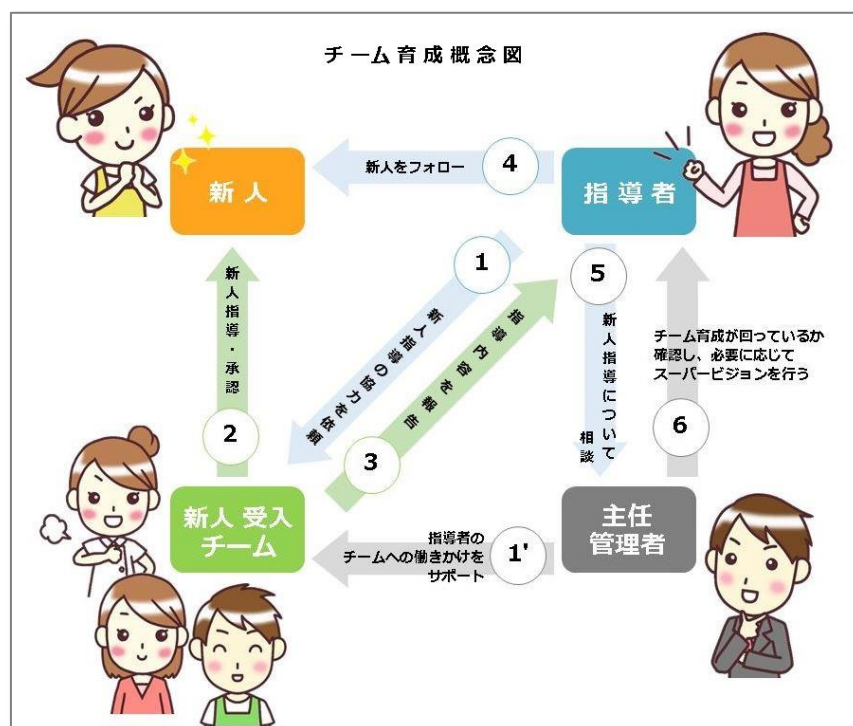 チーム育成概念図
新人をフォロー
4
新人
指導者
1
5
新人指導・承認
新人指導の協力を依頼
指導内容を報告
新人指導について
相談
チーム育成が回っているか
確認し、必要に応じて
スーパービジョンを行う
2
3
6
新人 受入
チーム
指導者の
チームへの働きかけを
サポート
1'
主任
管理者